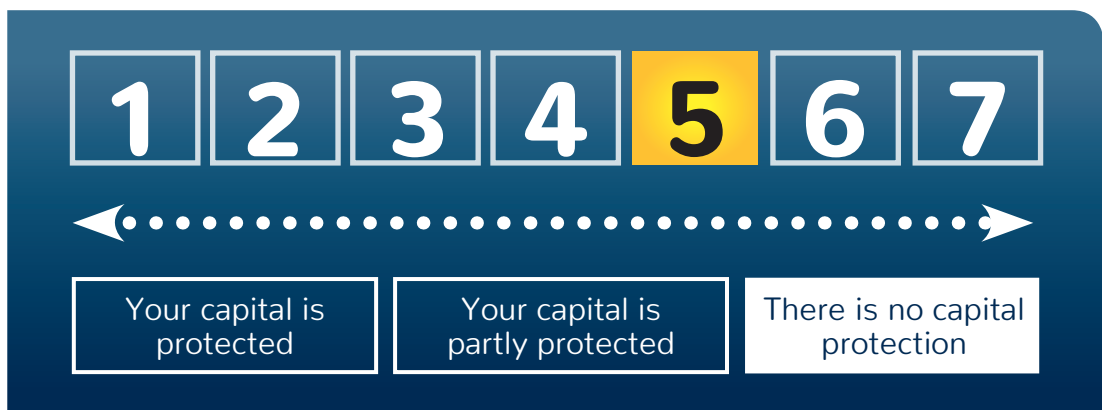 1 2 3 4 5 6 7
Your capital is
protected
Your capital is
partly protected
There is no capital
protection